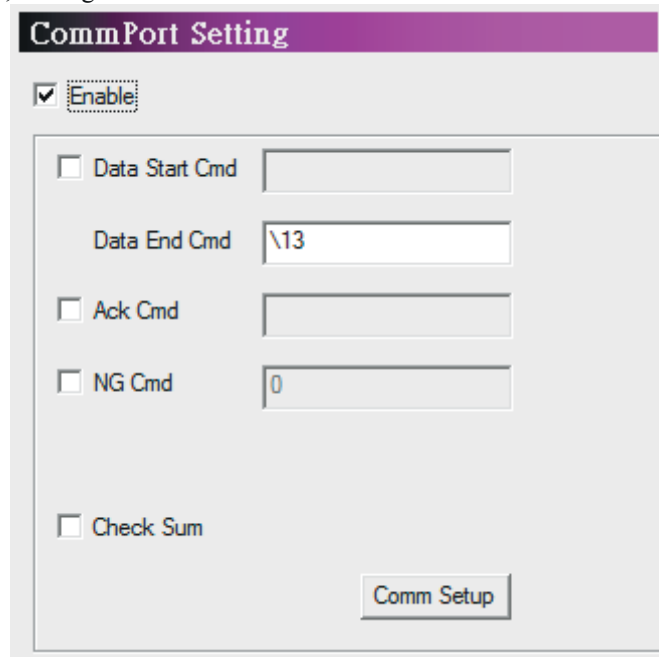 CommPort Setting
Enable
Data Start Cmd
Data End Cmd \13
Ack Cmd
NG Cmd 0
Check Sum
Comm Setup